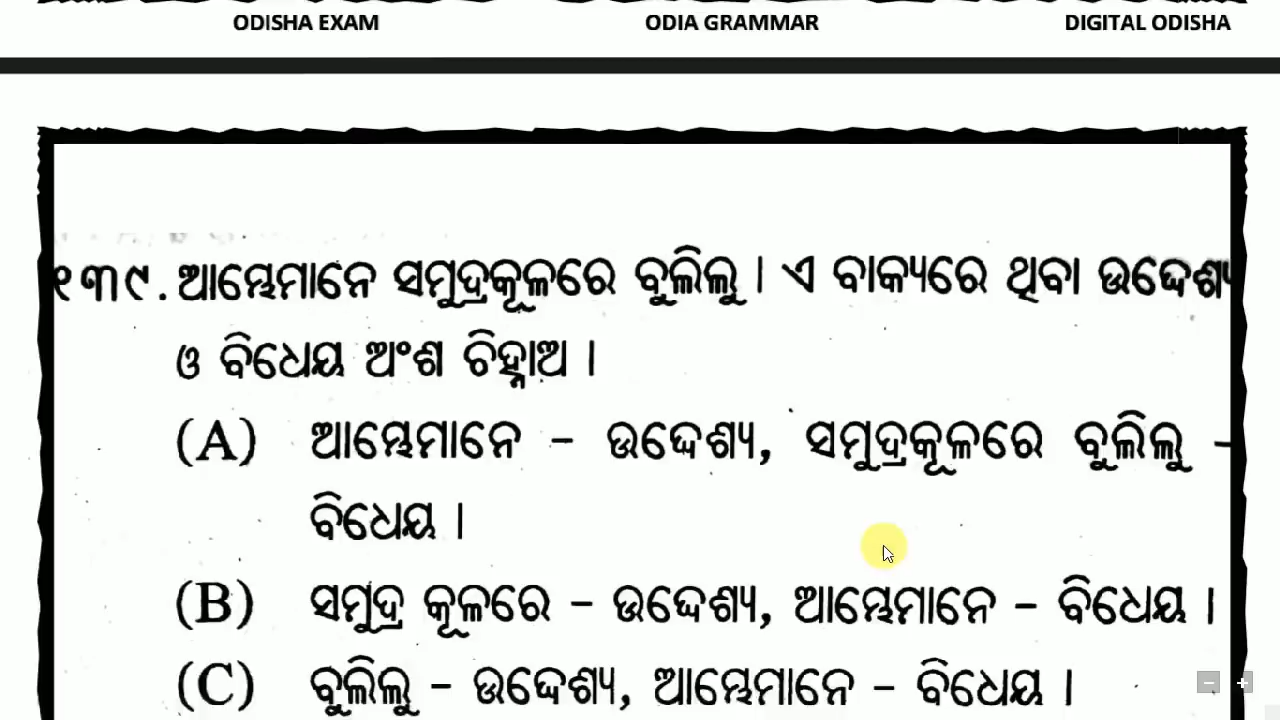 ODISHA EXAM ODIA GRAMMAR DIGITAL ODISHA
୧୩୯. ଆମ୍ଭେମାନେ ସମୁଦ୍ରକୂଳରେ ବୁଲିଲୁ । ଏ ବାକ୍ୟରେ ଥିବା ଉଦ୍ଦେଶ୍ୟ
ଓ ବିଧେୟ ଅଂଶ ଚିହ୍ନାଅ ।
(A) ଆମ୍ଭେମାନେ – ଉଦ୍ଦେଶ୍ୟ, ସମୁଦ୍ରକୂଳରେ ବୁଲିଲୁ –
ବିଧେୟ ।
(B) ସମୁଦ୍ର କୂଳରେ – ଉଦ୍ଦେଶ୍ୟ, ଆମ୍ଭେମାନେ – ବିଧେୟ ।
(C) ବୁଲିଲୁ – ଉଦ୍ଦେଶ୍ୟ, ଆମ୍ଭେମାନେ – ବିଧେୟ ।